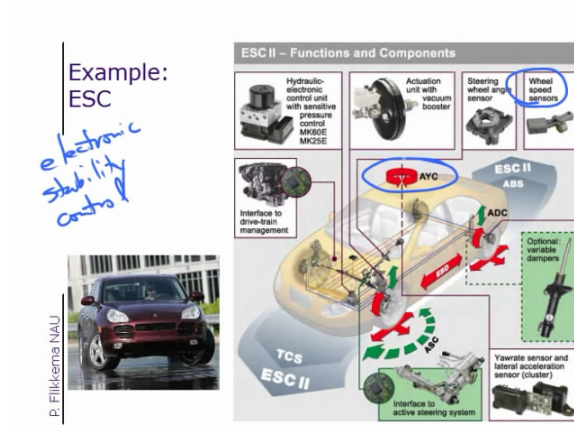 Example:
ESC
electronic
stability
control
P. Flikkema NAU
ESC II – Functions and Components
Hydraulic-
electronic
control unit
with sensitive
pressure
control
MK60E
MK25E
Actuation
unit with
vacuum
booster
Steering
wheel angle
sensor
Wheel
speed
sensors
AYC
ESC II
ABS
Interface to
drive-train
management
ADC
Optional:
variable
dampers
EBD
ASC
TCS
ESC II
Interface to
active steering system
Yawrate sensor and
lateral acceleration
sensor (cluster)